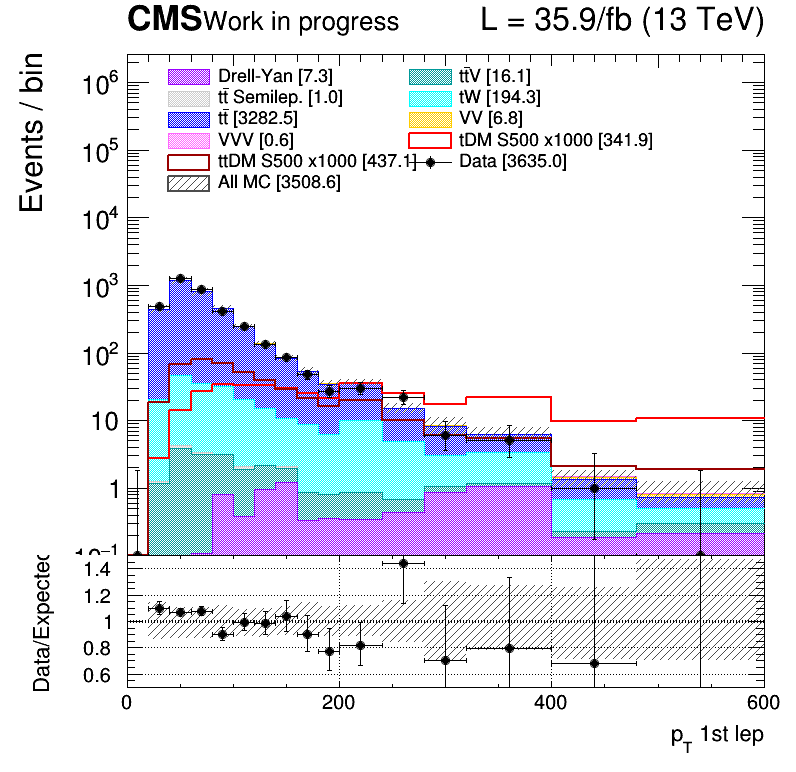 CMS Work in progress L = 35.9/fb (13 TeV)
Events / bin
Drell-Yan [7.3] tt̄V [16.1]
tt̄ Semilep. [1.0] tW [194.3]
tt̄ [3282.5] VV [6.8]
VVV [0.6] tDM S500 x1000 [341.9]
ttDM S500 x1000 [437.1] Data [3635.0]
All MC [3508.6]
10⁶
10⁵
10⁴
10³
10²
10
1
10⁻¹
Data/Expected
1.4
1.2
1
0.8
0.6
0 200 400 600
p_T 1st lep